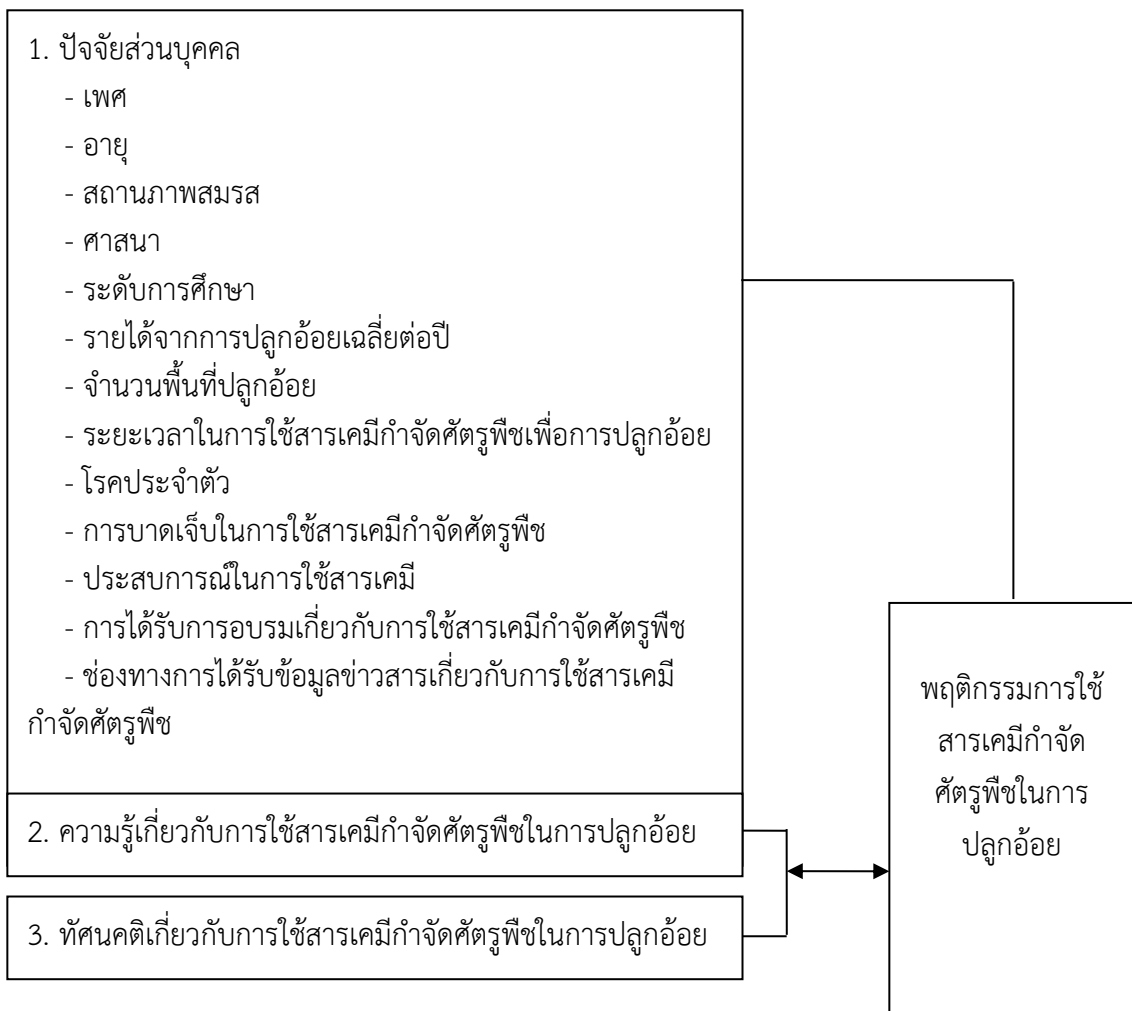 1. ปัจจัยส่วนบุคคล
- เพศ
- อายุ
- สถานภาพสมรส
- ศาสนา
- ระดับการศึกษา
- รายได้จากการปลูกอ้อยเฉลี่ยต่อปี
- จำนวนพื้นที่ปลูกอ้อย
- ระยะเวลาในการใช้สารเคมีกำจัดศัตรูพืชเพื่อการปลูกอ้อย
- โรคประจำตัว
- การบาดเจ็บในการใช้สารเคมีกำจัดศัตรูพืช
- ประสบการณ์ในการใช้สารเคมี
- การได้รับการอบรมเกี่ยวกับการใช้สารเคมีกำจัดศัตรูพืช
- ช่องทางการได้รับข้อมูลข่าวสารเกี่ยวกับการใช้สารเคมี
กำจัดศัตรูพืช
2. ความรู้เกี่ยวกับการใช้สารเคมีกำจัดศัตรูพืชในการปลูกอ้อย
3. ทัศนคติเกี่ยวกับการใช้สารเคมีกำจัดศัตรูพืชในการปลูกอ้อย
พฤติกรรมการใช้
สารเคมีกำจัด
ศัตรูพืชในการ
ปลูกอ้อย